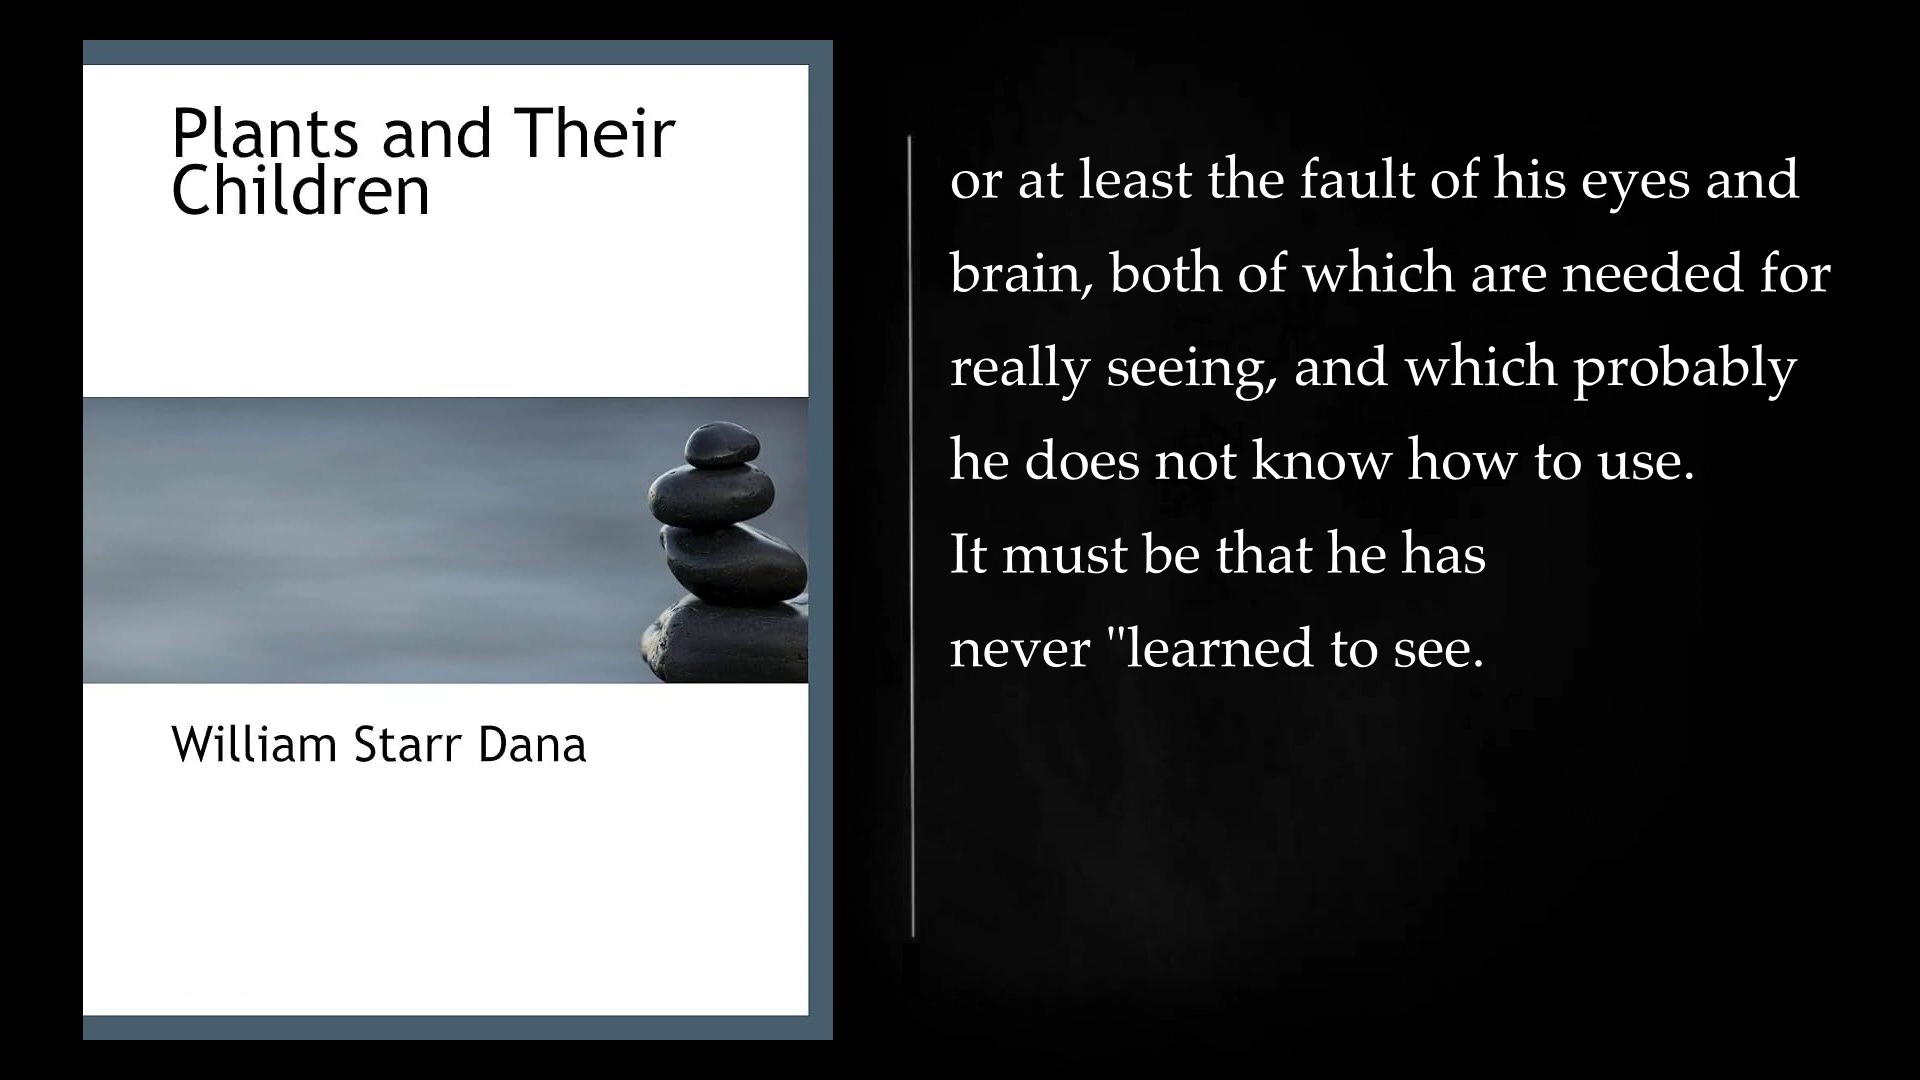 Plants and Their
Children
William Starr Dana
or at least the fault of his eyes and
brain, both of which are needed for
really seeing, and which probably
he does not know how to use.
It must be that he has
never "learned to see.